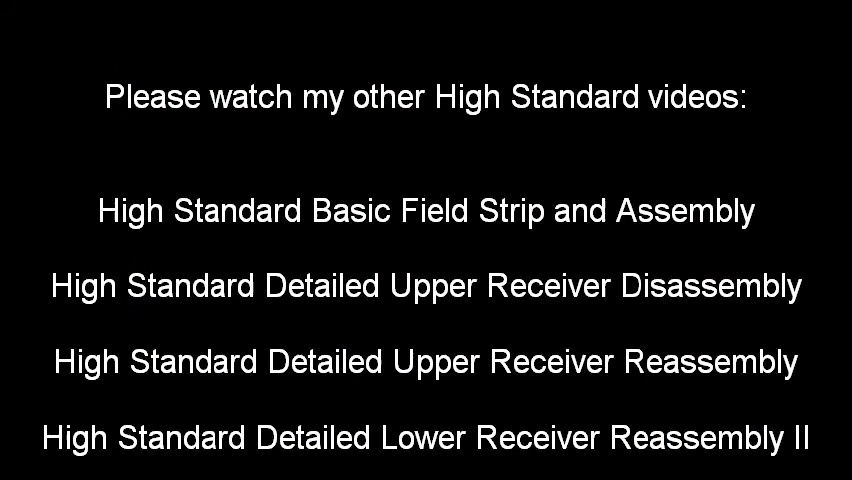 Please watch my other High Standard videos:
High Standard Basic Field Strip and Assembly
High Standard Detailed Upper Receiver Disassembly
High Standard Detailed Upper Receiver Reassembly
High Standard Detailed Lower Receiver Reassembly II